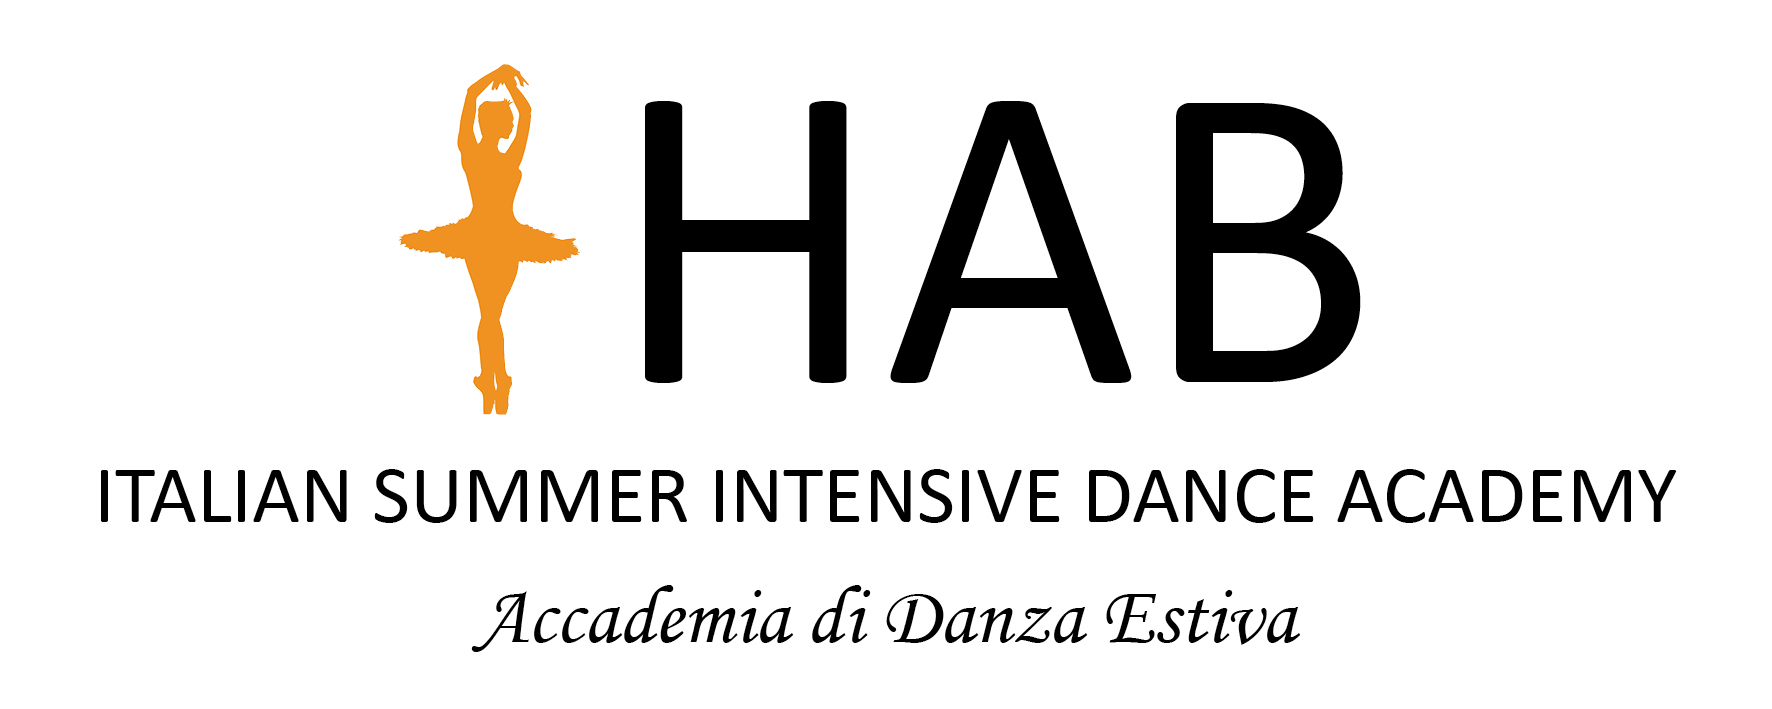 HAB
ITALIAN SUMMER INTENSIVE DANCE ACADEMY
Accademia di Danza Estiva